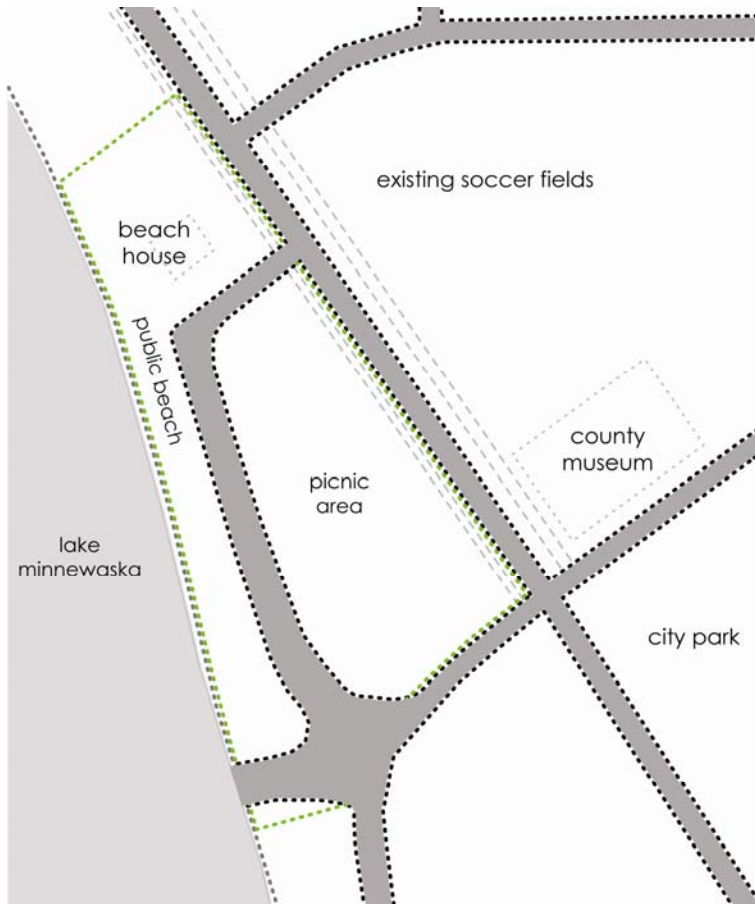 existing soccer fields
beach
house
public beach
county
museum
picnic
area
lake
minnewaska
city park